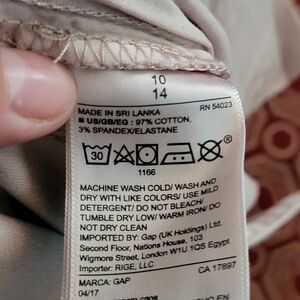 10
14
MADE IN SRI LANKA
RN 54023
■ US/GB/EG : 97% COTTON,
3% SPANDEX/ELASTANE
30
1166
MACHINE WASH COLD/ WASH AND
DRY WITH LIKE COLORS/ USE MILD
DETERGENT/ DO NOT BLEACH/
TUMBLE DRY LOW/ WARM IRON/ DO
NOT DRY CLEAN
IMPORTED BY: Gap (UK Holdings) Ltd.
Second Floor, Nations House, 103
Wigmore Street, London W1U 1QS Egypt
Importer: RIGE, LLC
CA 17897
MARCA: GAP
04/17